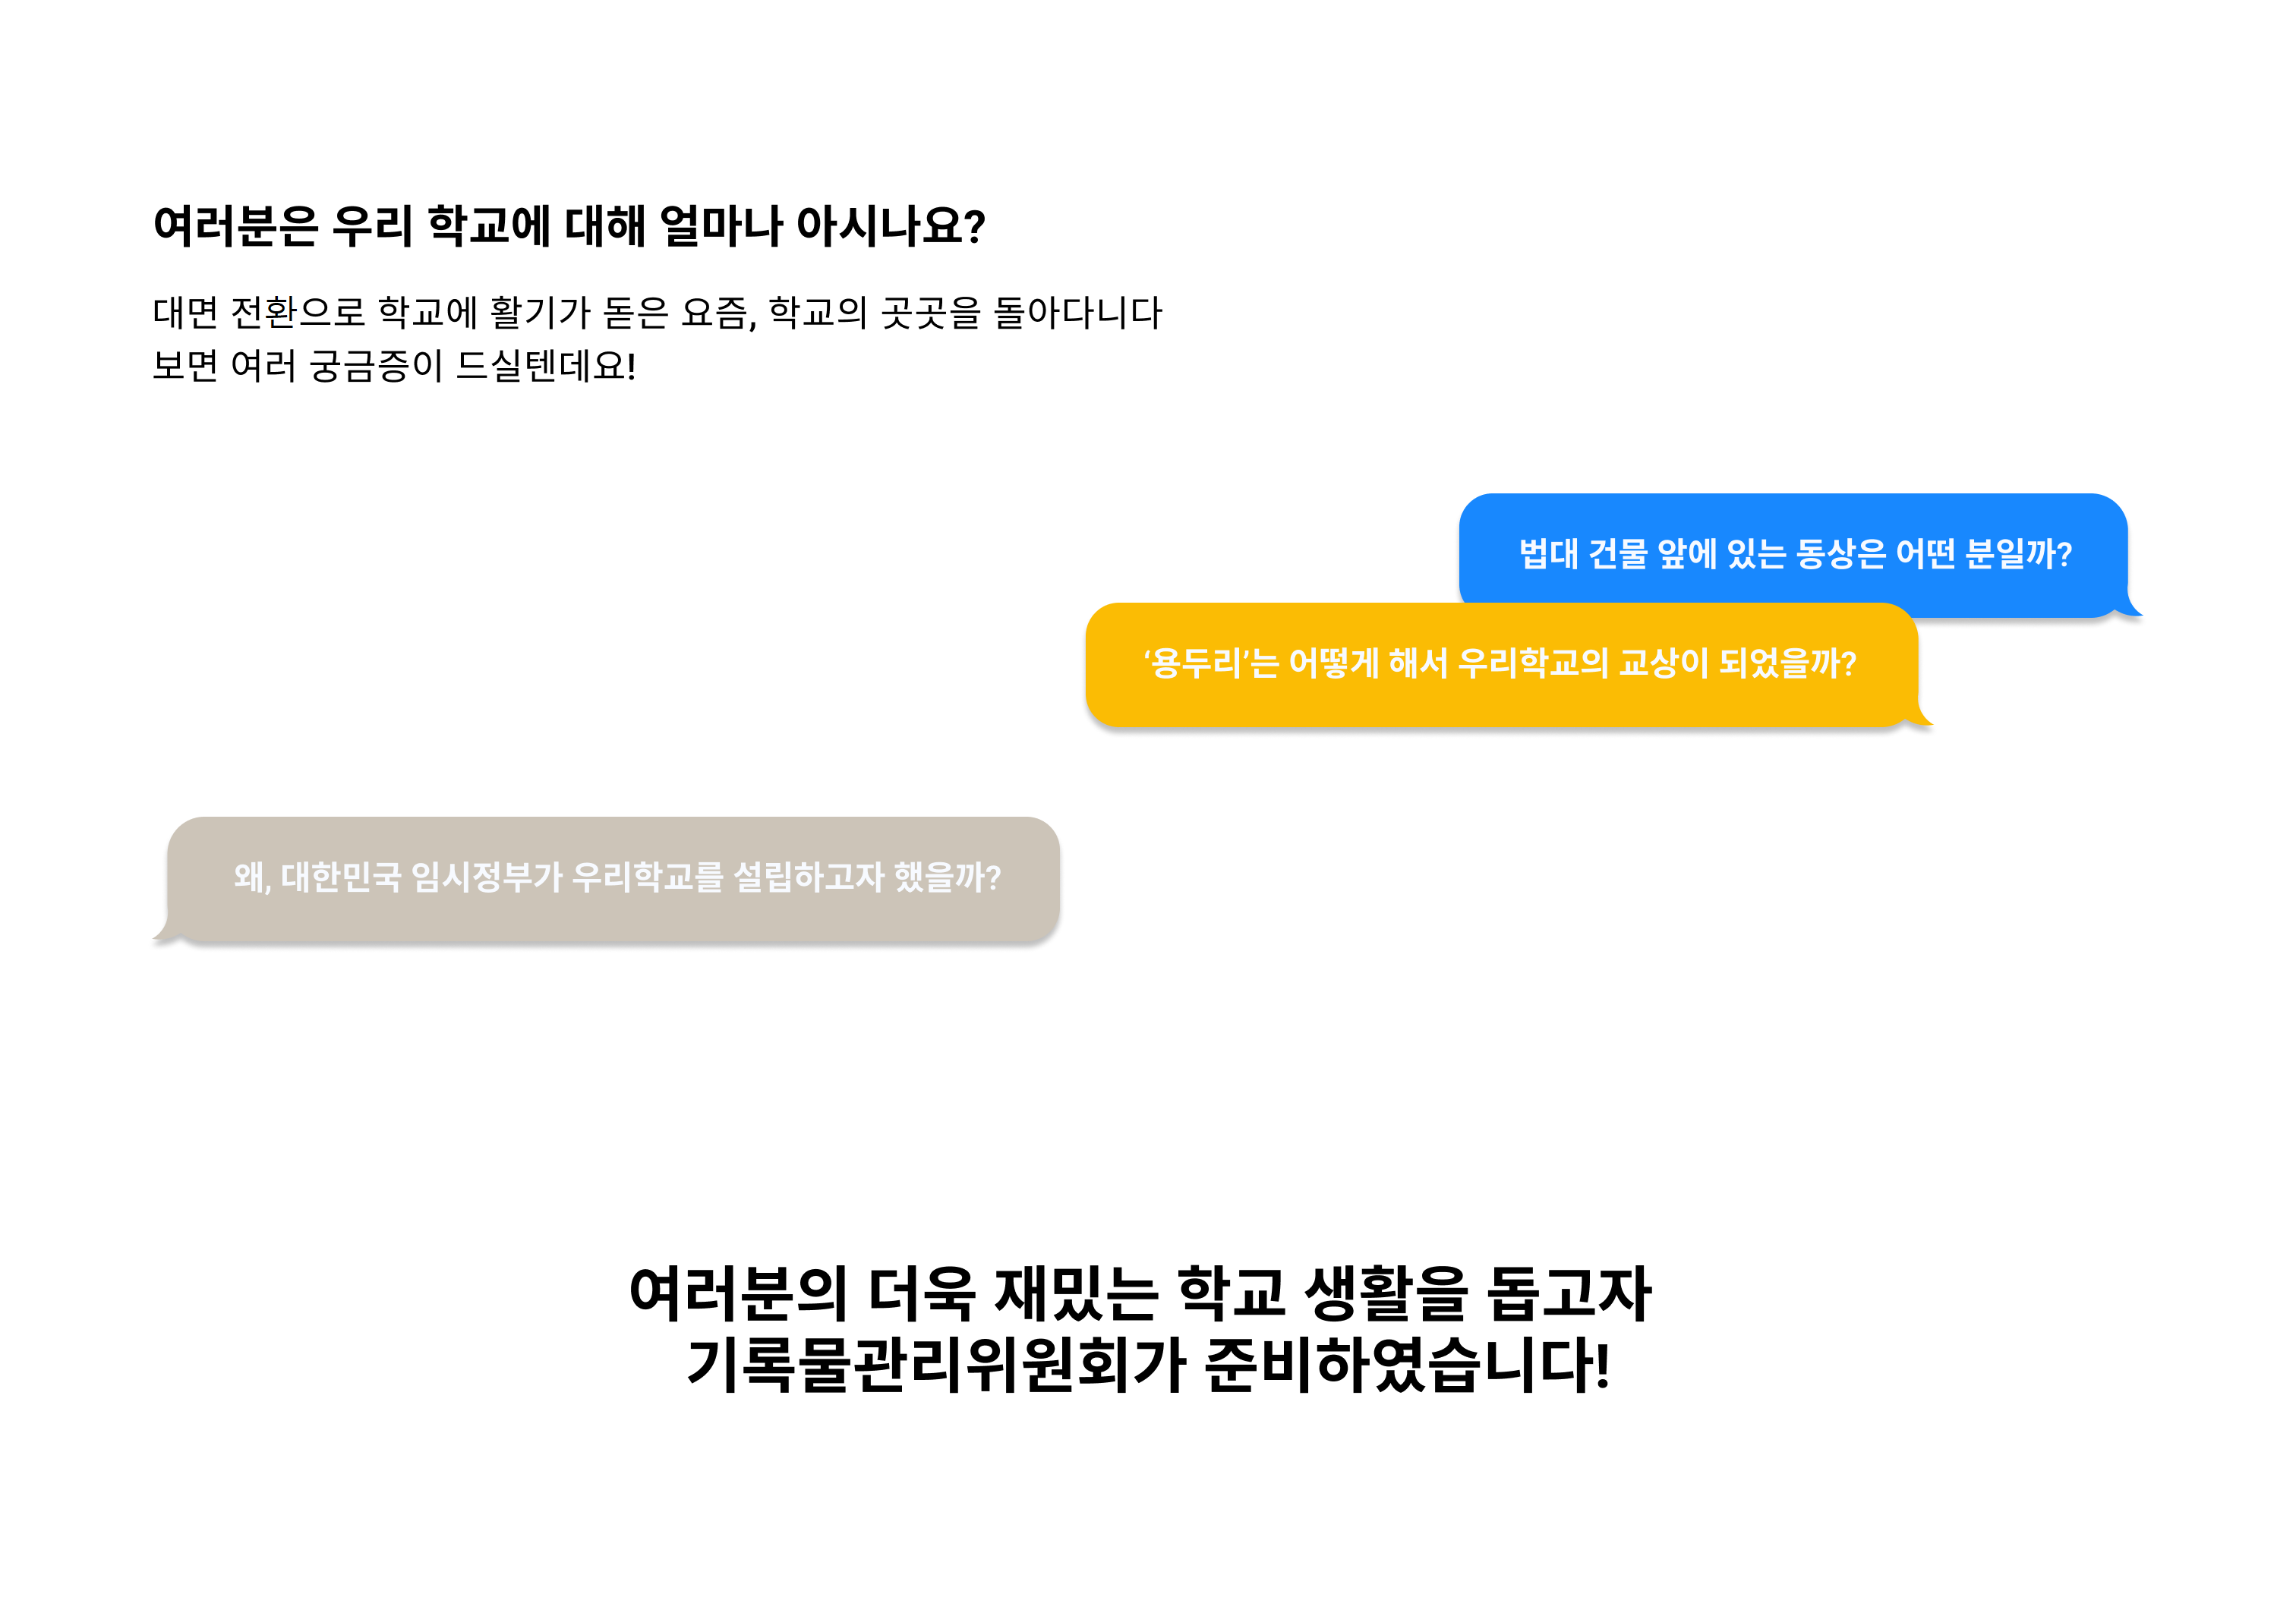 여러분은 우리 학교에 대해 얼마나 아시나요?
대면 전환으로 학교에 활기가 돋은 요즘, 학교의 곳곳을 돌아다니다
보면 여러 궁금증이 드실텐데요!
법대 건물 앞에 있는 동상은 어떤 분일까?
‘용두리’는 어떻게 해서 우리학교의 교상이 되었을까?
왜, 대한민국 임시정부가 우리학교를 설립하고자 했을까?
여러분의 더욱 재밌는 학교 생활을 돕고자
기록물관리위원회가 준비하였습니다!